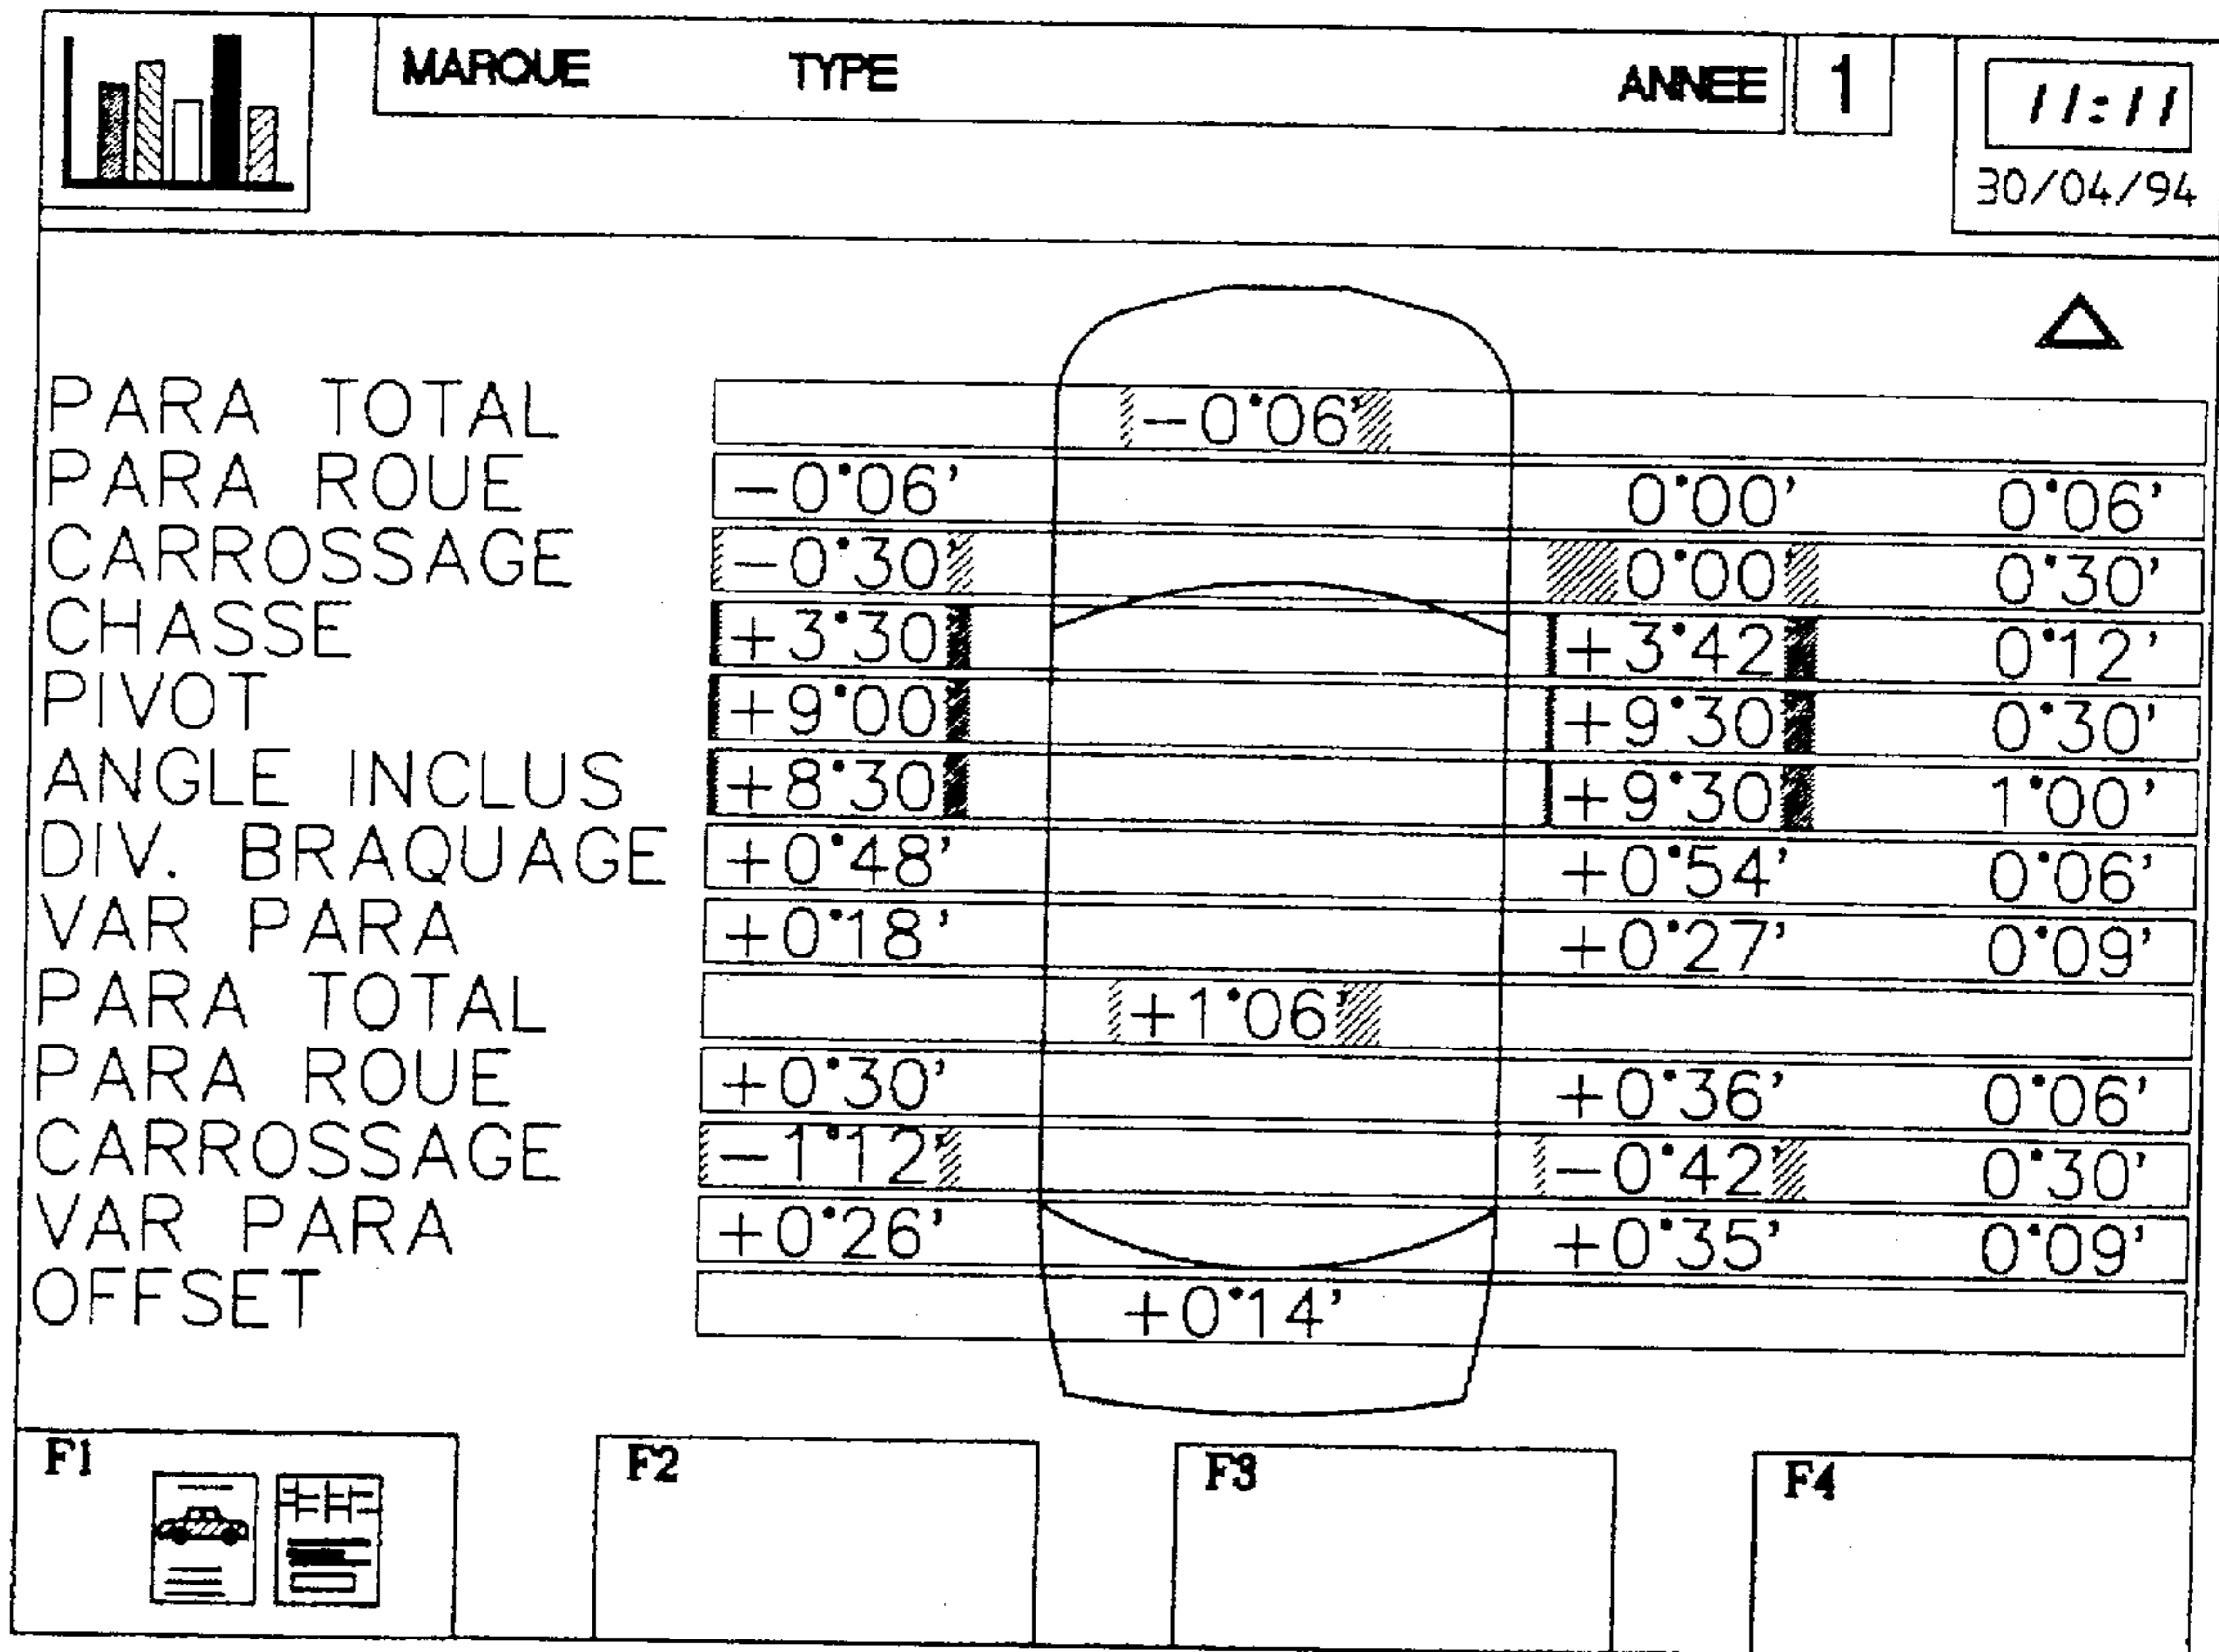 MARQUE TYPE ANNEE 1 11:11
30/04/94
PARA TOTAL -0°06'
PARA ROUE -0°06' 0°00' 0°06'
CARROSSAGE -0°30' 0°00' 0°30'
CHASSE +3°30' +3°42' 0°12'
PIVOT +9°00' +9°30' 0°30'
ANGLE INCLUS +8°30' +9°30' 1°00'
DIV. BRAQUAGE +0°48' +0°54' 0°06'
VAR PARA +0°18' +0°27' 0°09'
PARA TOTAL +1°06'
PARA ROUE +0°30' +0°36' 0°06'
CARROSSAGE -1°12' -0°42' 0°30'
VAR PARA +0°26' +0°35' 0°09'
OFFSET +0°14'
F1 F2 F3 F4